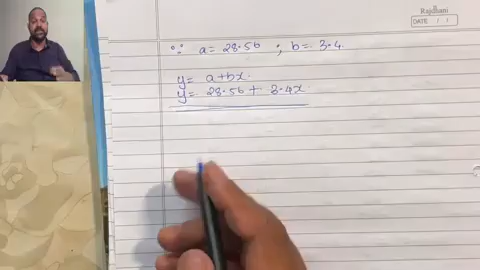 Rajdhani
DATE / /
∵ a = 28.56 ; b = 3.4
y = a+bx.
y = 28.56 + 3.4x